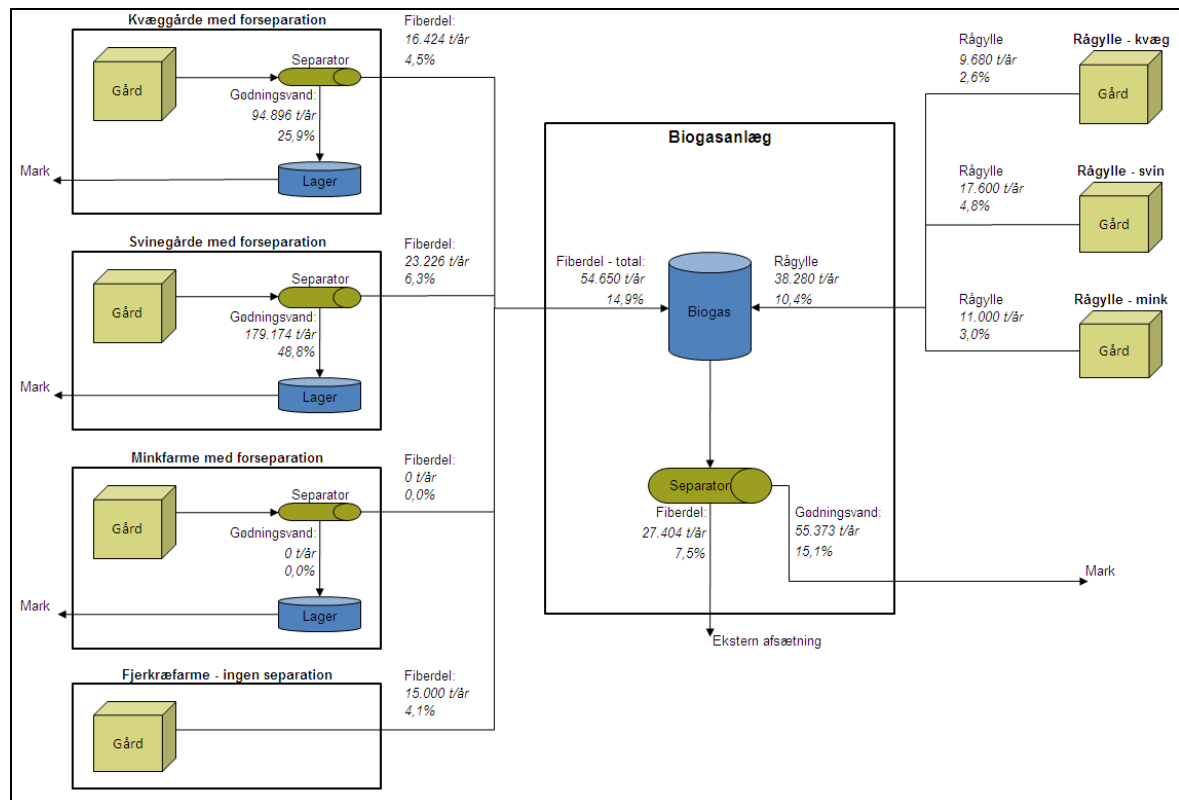 Kvæggårde med forseparation
Gård
Separator
Gødningsvand:
94.896 t/år
25,9%
Lager
Mark
Fiberdel:
16.424 t/år
4,5%
Svinegårde med forseparation
Gård
Separator
Gødningsvand:
179.174 t/år
48,8%
Lager
Mark
Fiberdel:
23.226 t/år
6,3%
Minkfarme med forseparation
Gård
Separator
Gødningsvand:
0 t/år
0,0%
Lager
Mark
Fiberdel:
0 t/år
0,0%
Fjerkræfarme - ingen separation
Gård
Fiberdel:
15.000 t/år
4,1%
Biogasanlæg
Fiberdel - total:
54.650 t/år
14,9%
Biogas
Rågylle
38.280 t/år
10,4%
Separator
Fiberdel:
27.404 t/år
7,5%
Gødningsvand:
55.373 t/år
15,1%
Mark
Ekstern afsætning
Rågylle
9.680 t/år
2,6%
Rågylle - kvæg
Gård
Rågylle
17.600 t/år
4,8%
Rågylle - svin
Gård
Rågylle
11.000 t/år
3,0%
Rågylle - mink
Gård